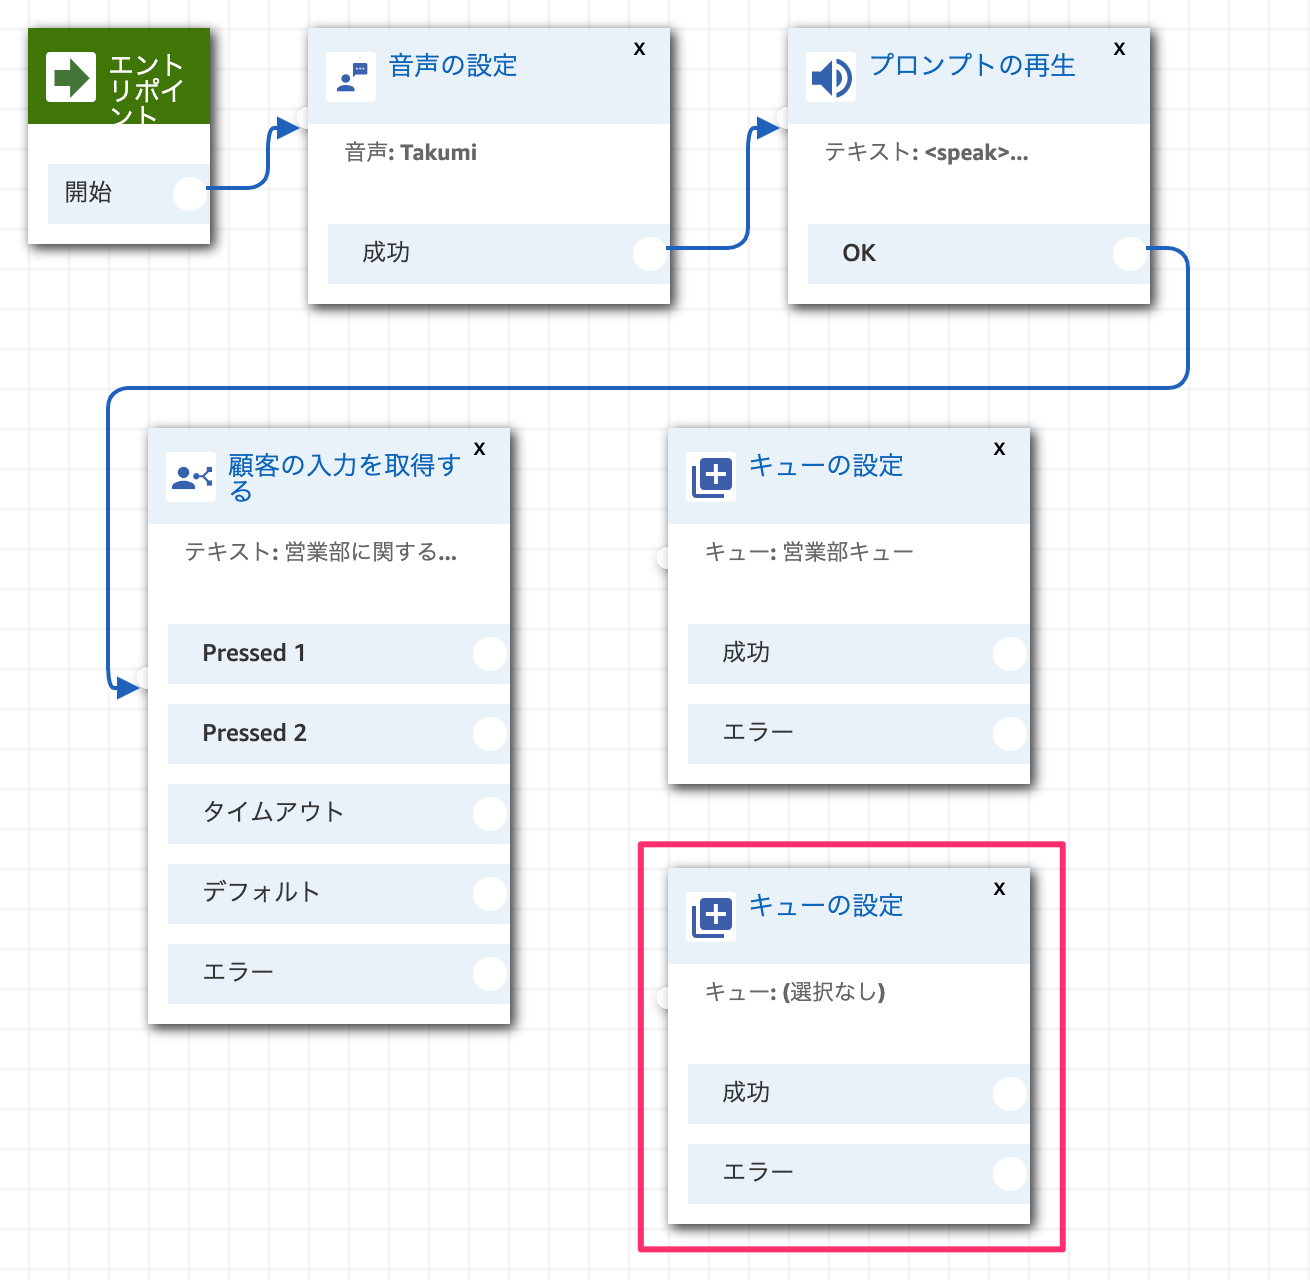 エント
リポイ
ント
開始
音声の設定
X
音声: Takumi
成功
プロンプトの再生
X
テキスト: <speak>...
OK
顧客の入力を取得す
る
X
テキスト: 営業部に関する...
Pressed 1
Pressed 2
タイムアウト
デフォルト
エラー
キューの設定
X
キュー: 営業部キュー
成功
エラー
キューの設定
X
キュー: (選択なし)
成功
エラー